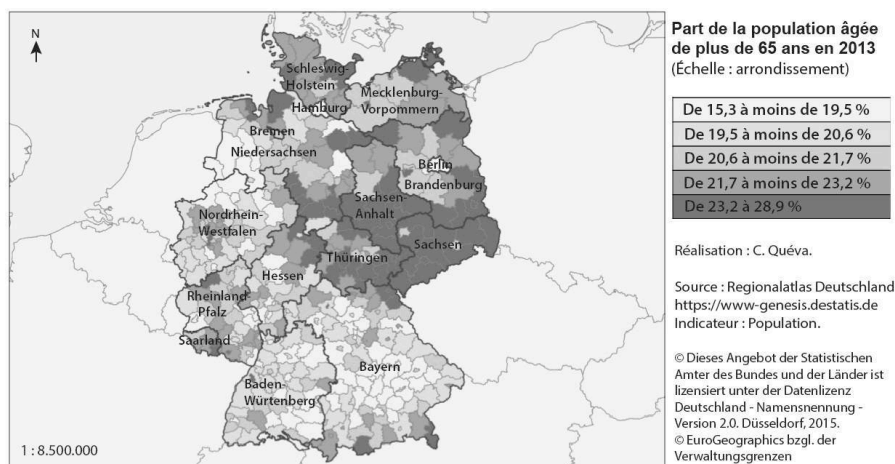 N
Schleswig-
Holstein
Mecklenburg-
Vorpommern
Hamburg
Bremen
Niedersachsen
Berlin
Brandenburg
Sachsen-
Anhalt
Nordrhein-
Westfalen
Sachsen
Thüringen
Hessen
Rheinland-
Pfalz
Saarland
Bayern
Baden-
Würtenberg
1 : 8.500.000
Part de la population âgée
de plus de 65 ans en 2013
(Échelle : arrondissement)
De 15,3 à moins de 19,5 %
De 19,5 à moins de 20,6 %
De 20,6 à moins de 21,7 %
De 21,7 à moins de 23,2 %
De 23,2 à 28,9 %
Réalisation : C. Quéva.
Source : Regionalatlas Deutschland
https://www-genesis.destatis.de
Indicateur : Population.
© Dieses Angebot der Statistischen
Amter des Bundes und der Länder ist
lizensiert unter der Datenlizenz
Deutschland - Namensnennung -
Version 2.0. Düsseldorf, 2015.
© EuroGeographics bzgl. der
Verwaltungsgrenzen